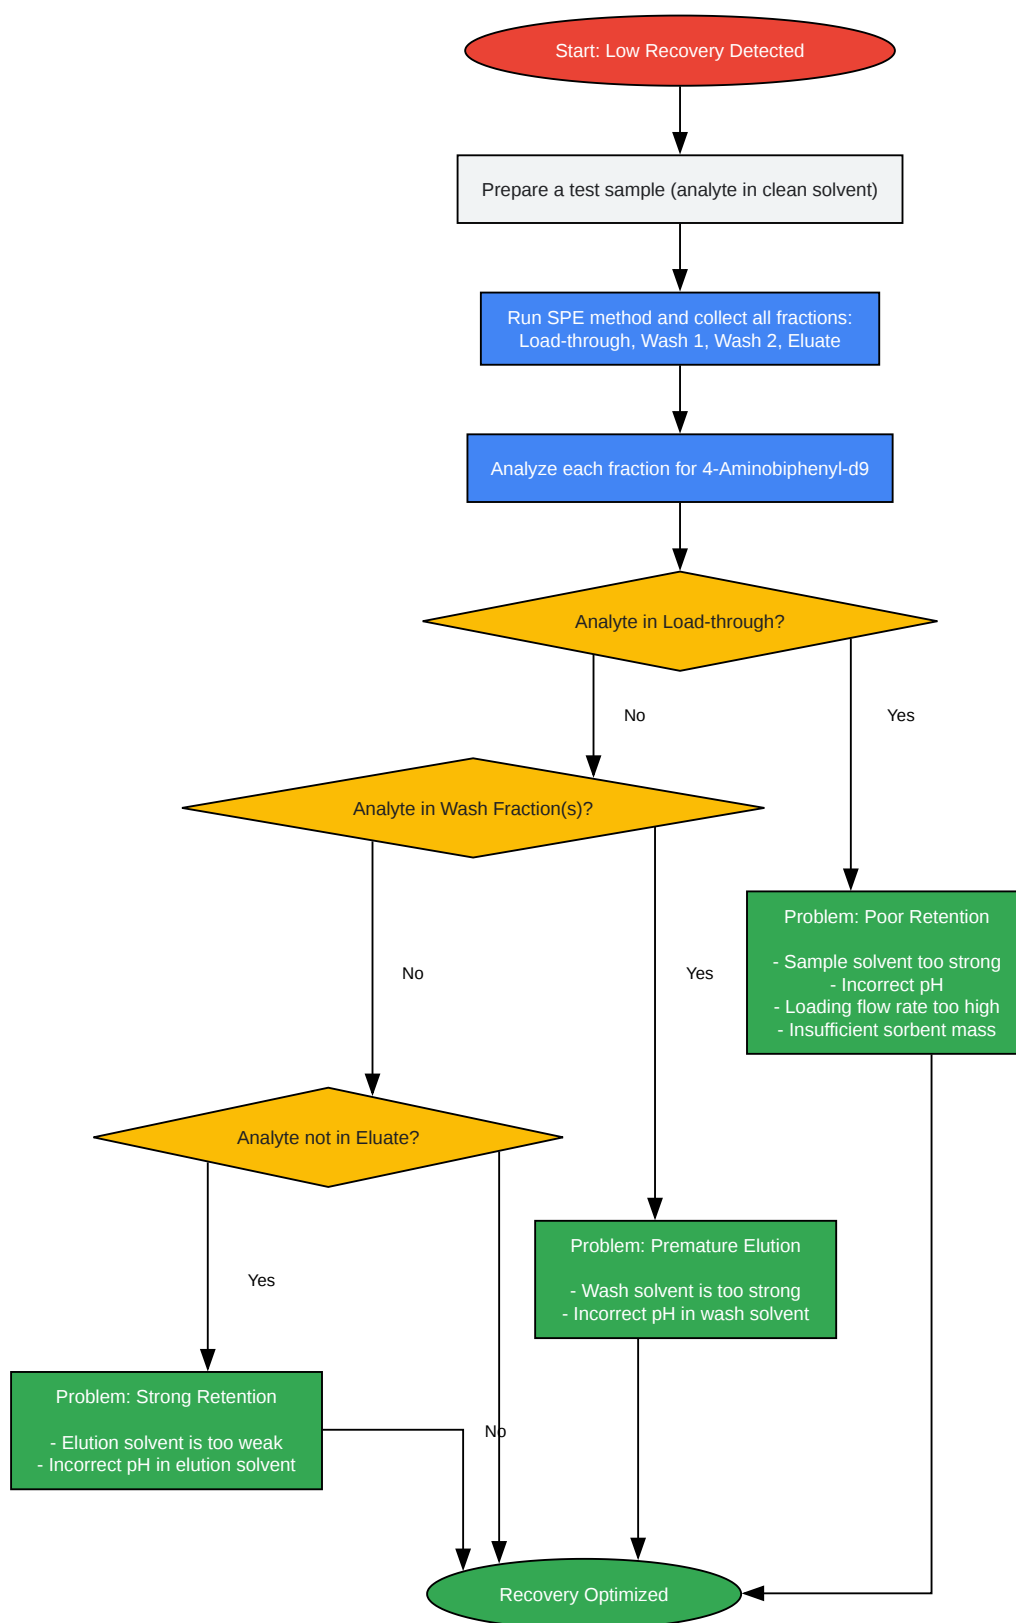 Start: Low Recovery Detected
Prepare a test sample (analyte in clean solvent)
Run SPE method and collect all fractions:
Load-through, Wash 1, Wash 2, Eluate
Analyze each fraction for 4-Aminobiphenyl-d9
Analyte in Load-through?
No
Yes
Analyte in Wash Fraction(s)?
Problem: Poor Retention
- Sample solvent too strong
- Incorrect pH
- Loading flow rate too high
- Insufficient sorbent mass
No
Yes
Analyte not in Eluate?
Problem: Premature Elution
- Wash solvent is too strong
- Incorrect pH in wash solvent
Yes
Problem: Strong Retention
- Elution solvent is too weak
- Incorrect pH in elution solvent
No
Recovery Optimized